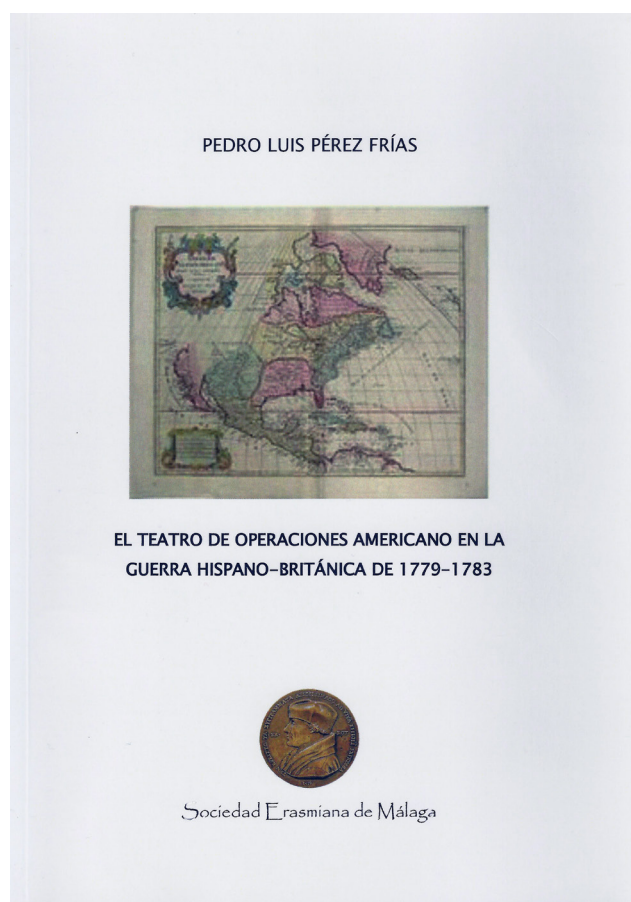 PEDRO LUIS PÉREZ FRÍAS
EL TEATRO DE OPERACIONES AMERICANO EN LA
GUERRA HISPANO-BRITÁNICA DE 1779-1783
Sociedad Erasmiana de Málaga